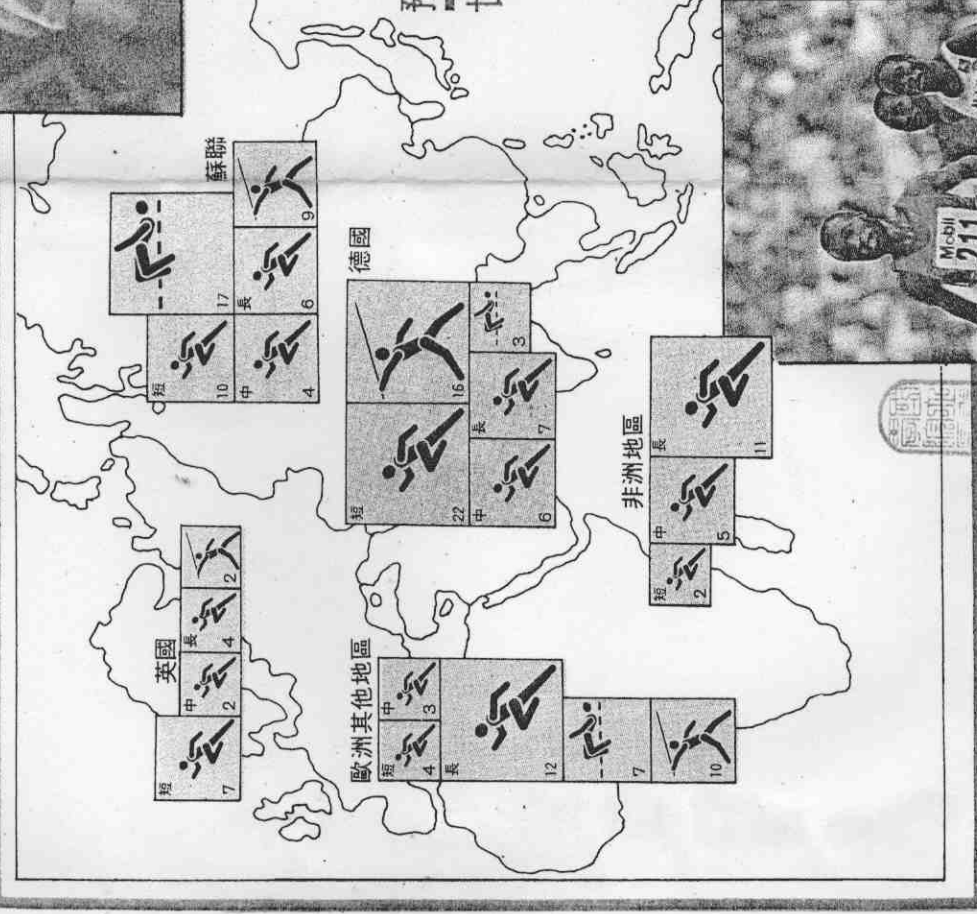 英國
短 7
中 2
長 4
2
蘇聯
短 10
17
中 4
長 6
9
歐洲其他地區
短 4
中 3
長 12
7
10
德國
短 22
16
中 6
長 7
3
非洲地區
短 2
中 5
長 11
Mobil
211